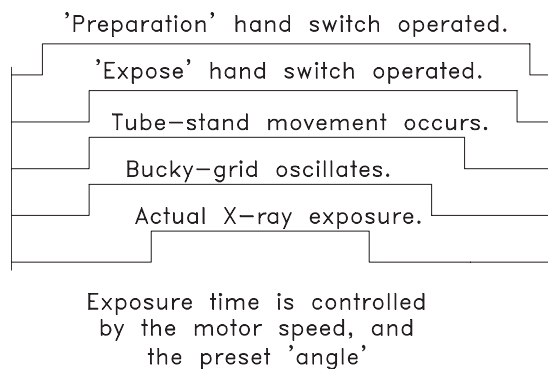 'Preparation' hand switch operated.
'Expose' hand switch operated.
Tube-stand movement occurs.
Bucky-grid oscillates.
Actual X-ray exposure.
Exposure time is controlled
by the motor speed, and
the preset 'angle'